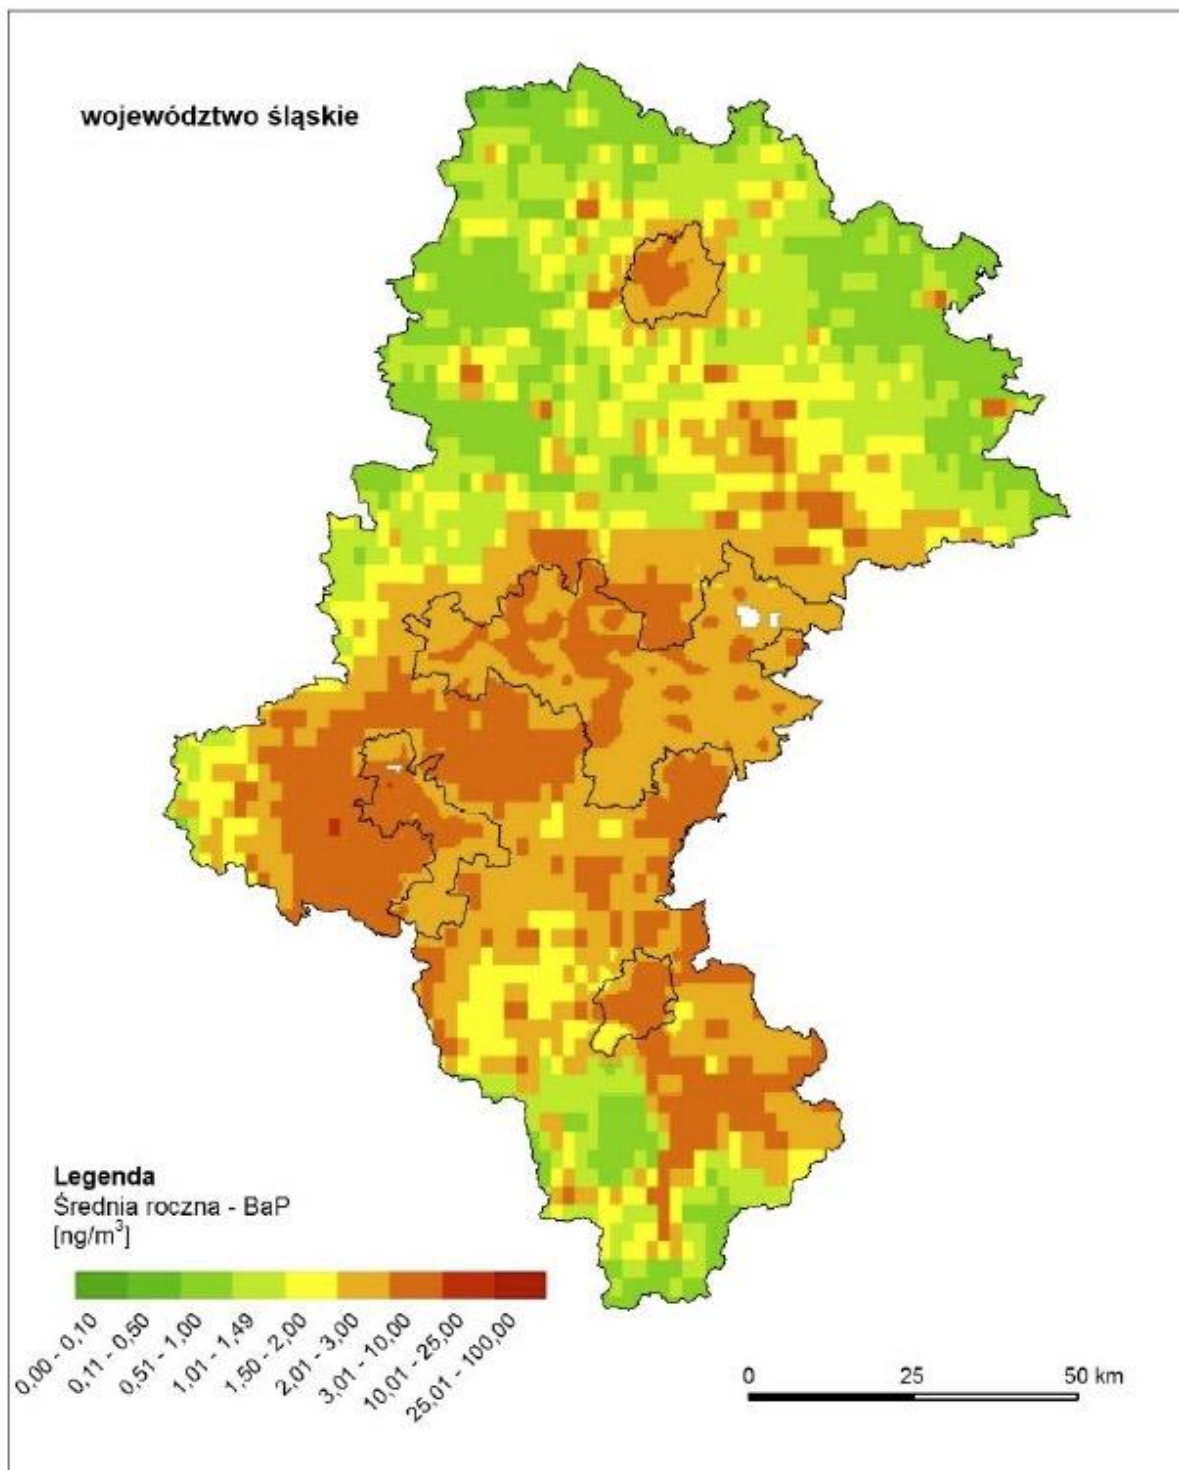 województwo śląskie
Legenda
Średnia roczna - BaP
[ng/m³]
0,00 - 0,10
0,11 - 0,50
0,51 - 1,00
1,01 - 1,49
1,50 - 2,00
2,01 - 3,00
3,01 - 10,00
10,01 - 25,00
25,01 - 100,00
0 25 50 km